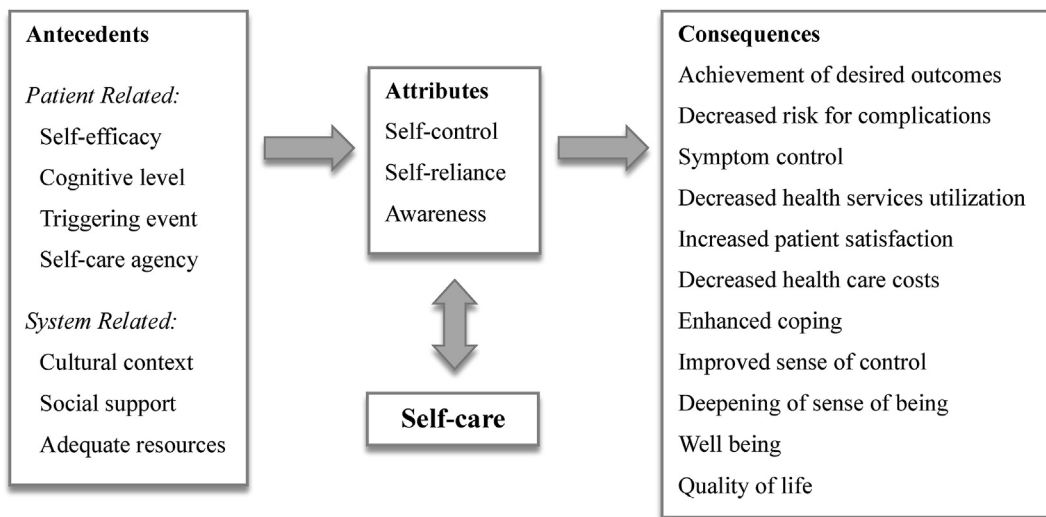 Antecedents
Patient Related:
Self-efficacy
Cognitive level
Triggering event
Self-care agency
System Related:
Cultural context
Social support
Adequate resources
Attributes
Self-control
Self-reliance
Awareness
Self-care
Consequences
Achievement of desired outcomes
Decreased risk for complications
Symptom control
Decreased health services utilization
Increased patient satisfaction
Decreased health care costs
Enhanced coping
Improved sense of control
Deepening of sense of being
Well being
Quality of life